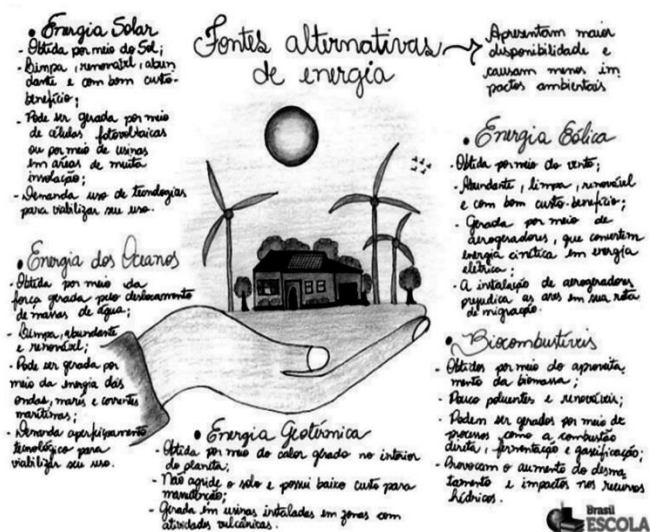 Fontes alternativas
de energia
Apresentam maior
disponibilidade e
causam menos im
pactos ambientais
• Energia Solar
- Obtida por meio do Sol;
- Limpa, renovável, abun
dante e com bom custo-
benefício;
- Pode ser gerada por meio
de células fotovoltaicas
ou por meio de usinas
em áreas de muita
insolação;
- Demanda uso de tecnologias
para viabilizar seu uso.
• Energia Eólica
- Obtida por meio do vento;
- Abundante, limpa, renovável
e com bom custo-benefício;
- Gerada por meio de
aerogeradores, que convertem
energia cinética em energia
elétrica;
- A instalação de aerogeradores
prejudica as aves em sua rota
de migração.
• Energia dos Oceanos
- Obtida por meio da
força gerada pelo deslocamento
de massas de água;
- Limpa, abundante
e renovável;
- Pode ser gerada por
meio da energia das
ondas, marés e correntes
marítimas;
- Demanda aperfeiçoamento
tecnológico para
viabilizar seu uso.
• Biocombustíveis
- Obtidos por meio do aproveita
mento da biomassa;
- Pouco poluentes e renováveis;
- Podem ser gerados por meio de
processos como a combustão
direta, fermentação e gaseificação;
- Provocam o aumento do desma
tamento e impactos nos recursos
hídricos.
• Energia Geotérmica
- Obtida por meio do calor gerado no interior
do planeta;
- Não agride o solo e possui baixo custo para
manutenção;
- Gerada em usinas instaladas em zonas com
atividades vulcânicas.
Brasil
ESCOLA